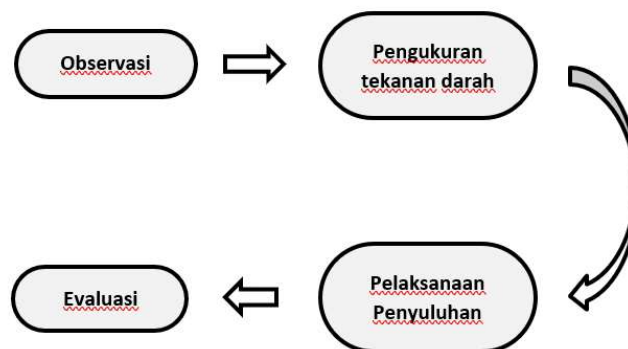 Observasi
Pengukuran
tekanan darah
Pelaksanaan
Penyuluhan
Evaluasi